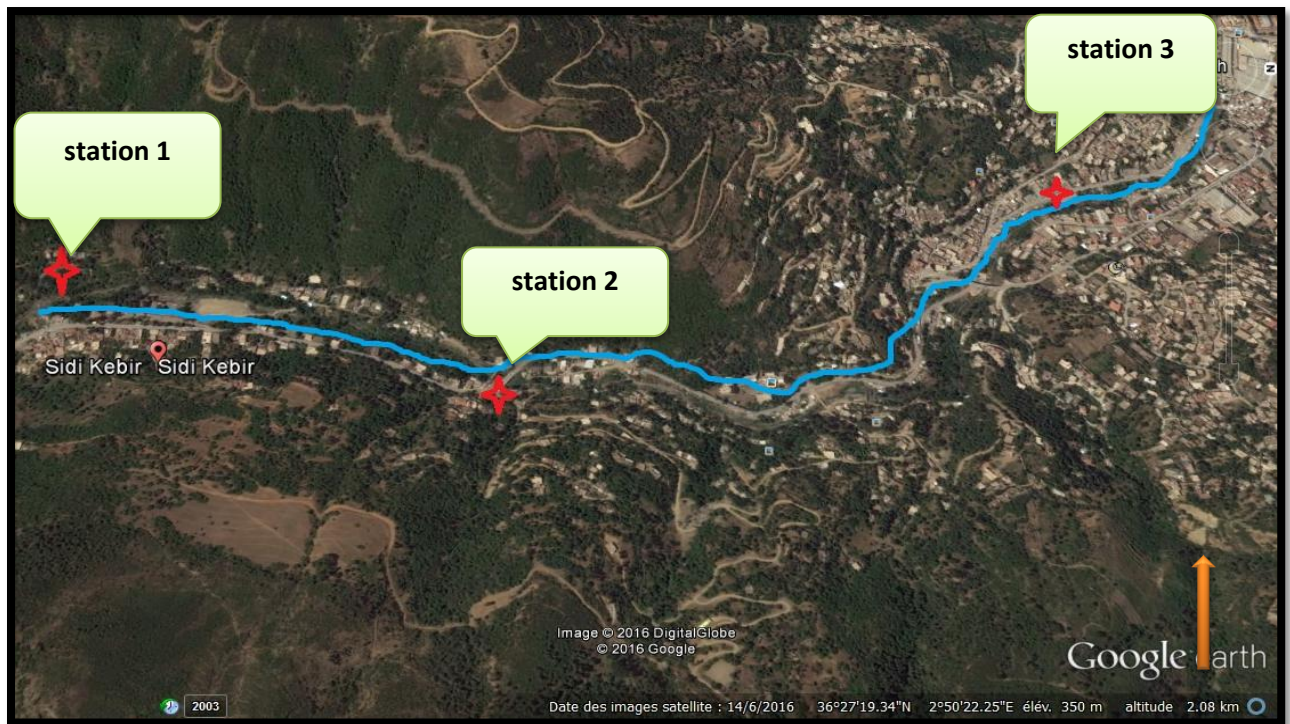 station 3
station 1
station 2
Sidi Kebir Sidi Kebir
Image © 2016 DigitalGlobe
© 2016 Google
Google earth
2003
Date des images satellite : 14/6/2016 36°27'19.34"N 2°50'22.25"E élév. 350 m altitude 2.08 km